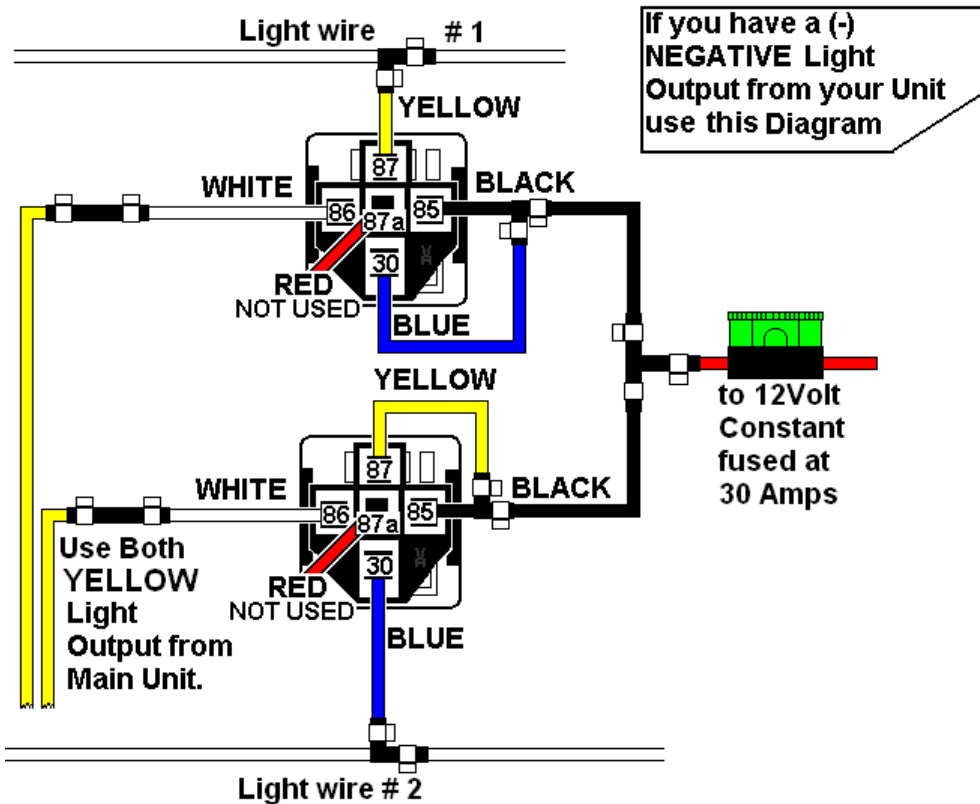 Light wire # 1
If you have a (-)
NEGATIVE Light
Output from your Unit
use this Diagram
YELLOW
87
WHITE
BLACK
86
85
87a
30
RED
NOT USED
BLUE
YELLOW
to 12Volt
Constant
fused at
30 Amps
87
WHITE
BLACK
86
85
87a
30
Use Both
YELLOW
Light
Output from
Main Unit.
RED
NOT USED
BLUE
Light wire # 2